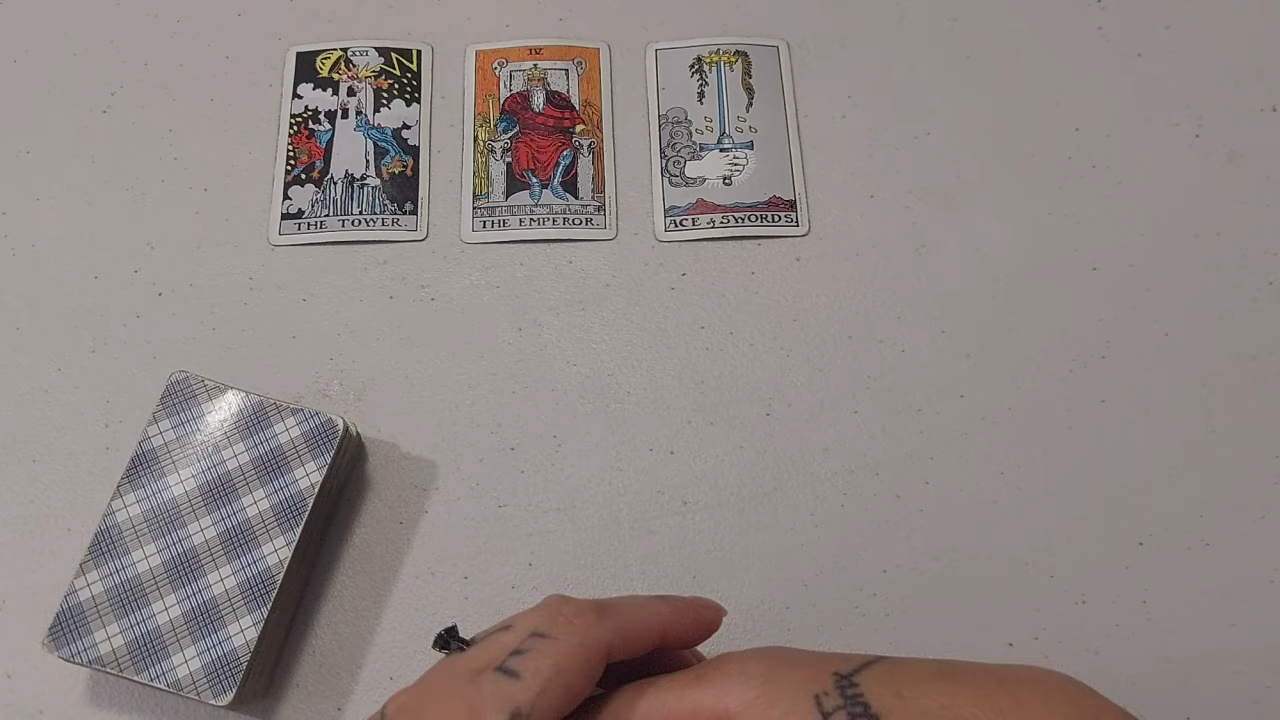 XVI
THE TOWER.
IV.
THE EMPEROR.
ACE of SWORDS.